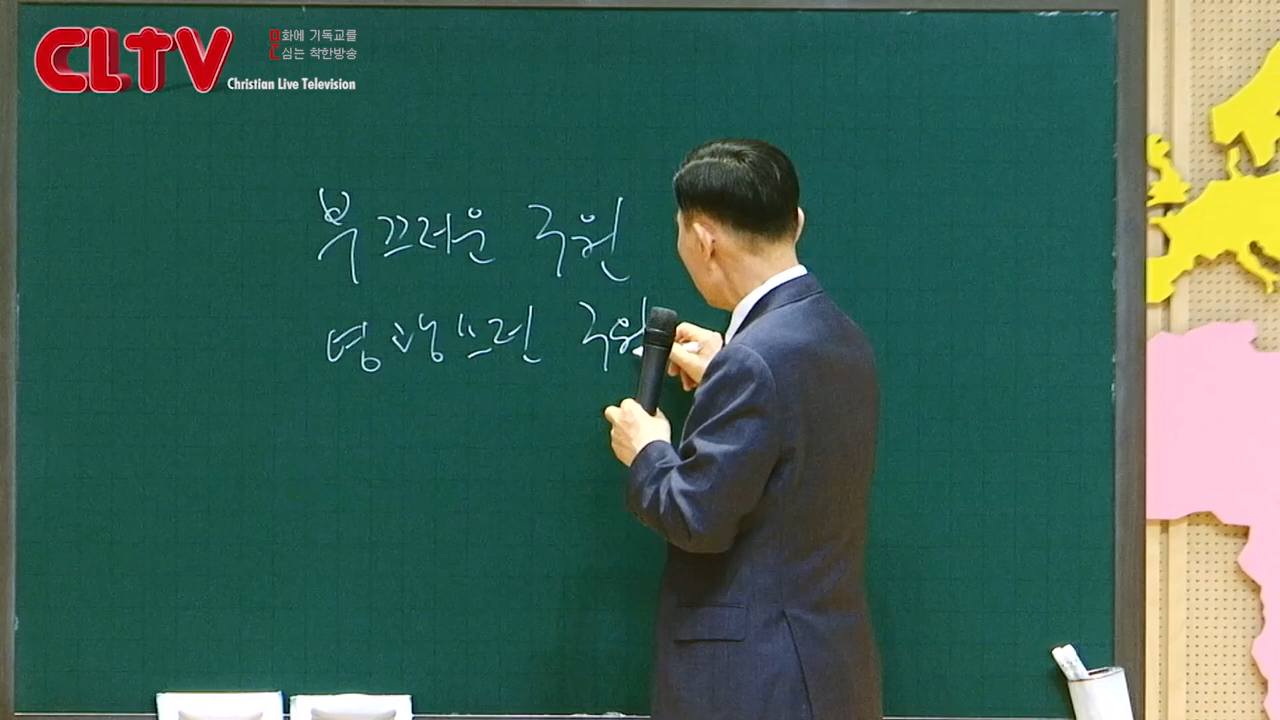 CLTV
문화에 기독교를
심는 착한방송
Christian Live Television
부끄러운 구원
영광스런 구원